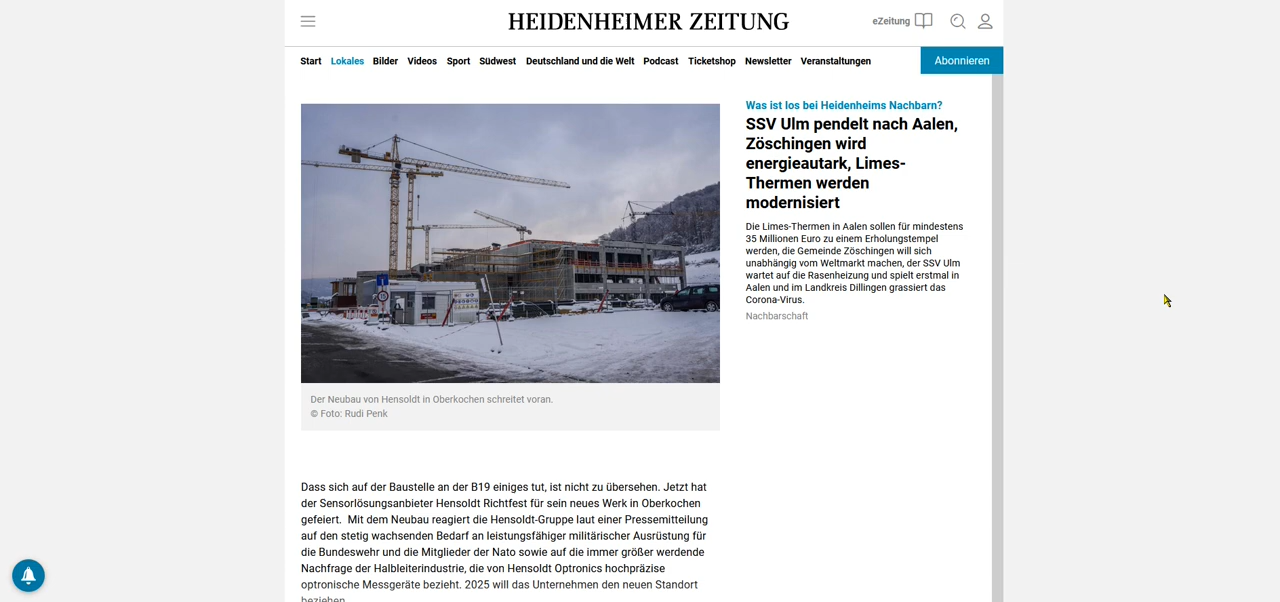 HEIDENHEIMER ZEITUNG
eZeitung
Start Lokales Bilder Videos Sport Südwest Deutschland und die Welt Podcast Ticketshop Newsletter Veranstaltungen Abonnieren
Der Neubau von Hensoldt in Oberkochen schreitet voran.
© Foto: Rudi Penk
Dass sich auf der Baustelle an der B19 einiges tut, ist nicht zu übersehen. Jetzt hat
der Sensorlösungsanbieter Hensoldt Richtfest für sein neues Werk in Oberkochen
gefeiert. Mit dem Neubau reagiert die Hensoldt-Gruppe laut einer Pressemitteilung
auf den stetig wachsenden Bedarf an leistungsfähiger militärischer Ausrüstung für
die Bundeswehr und die Mitglieder der Nato sowie auf die immer größer werdende
Nachfrage der Halbleiterindustrie, die von Hensoldt Optronics hochpräzise
optronische Messgeräte bezieht. 2025 will das Unternehmen den neuen Standort
beziehen.
Was ist los bei Heidenheims Nachbarn?
SSV Ulm pendelt nach Aalen,
Zöschingen wird
energieautark, Limes-
Thermen werden
modernisiert
Die Limes-Thermen in Aalen sollen für mindestens
35 Millionen Euro zu einem Erholungstempel
werden, die Gemeinde Zöschingen will sich
unabhängig vom Weltmarkt machen, der SSV Ulm
wartet auf die Rasenheizung und spielt erstmal in
Aalen und im Landkreis Dillingen grassiert das
Corona-Virus.
Nachbarschaft